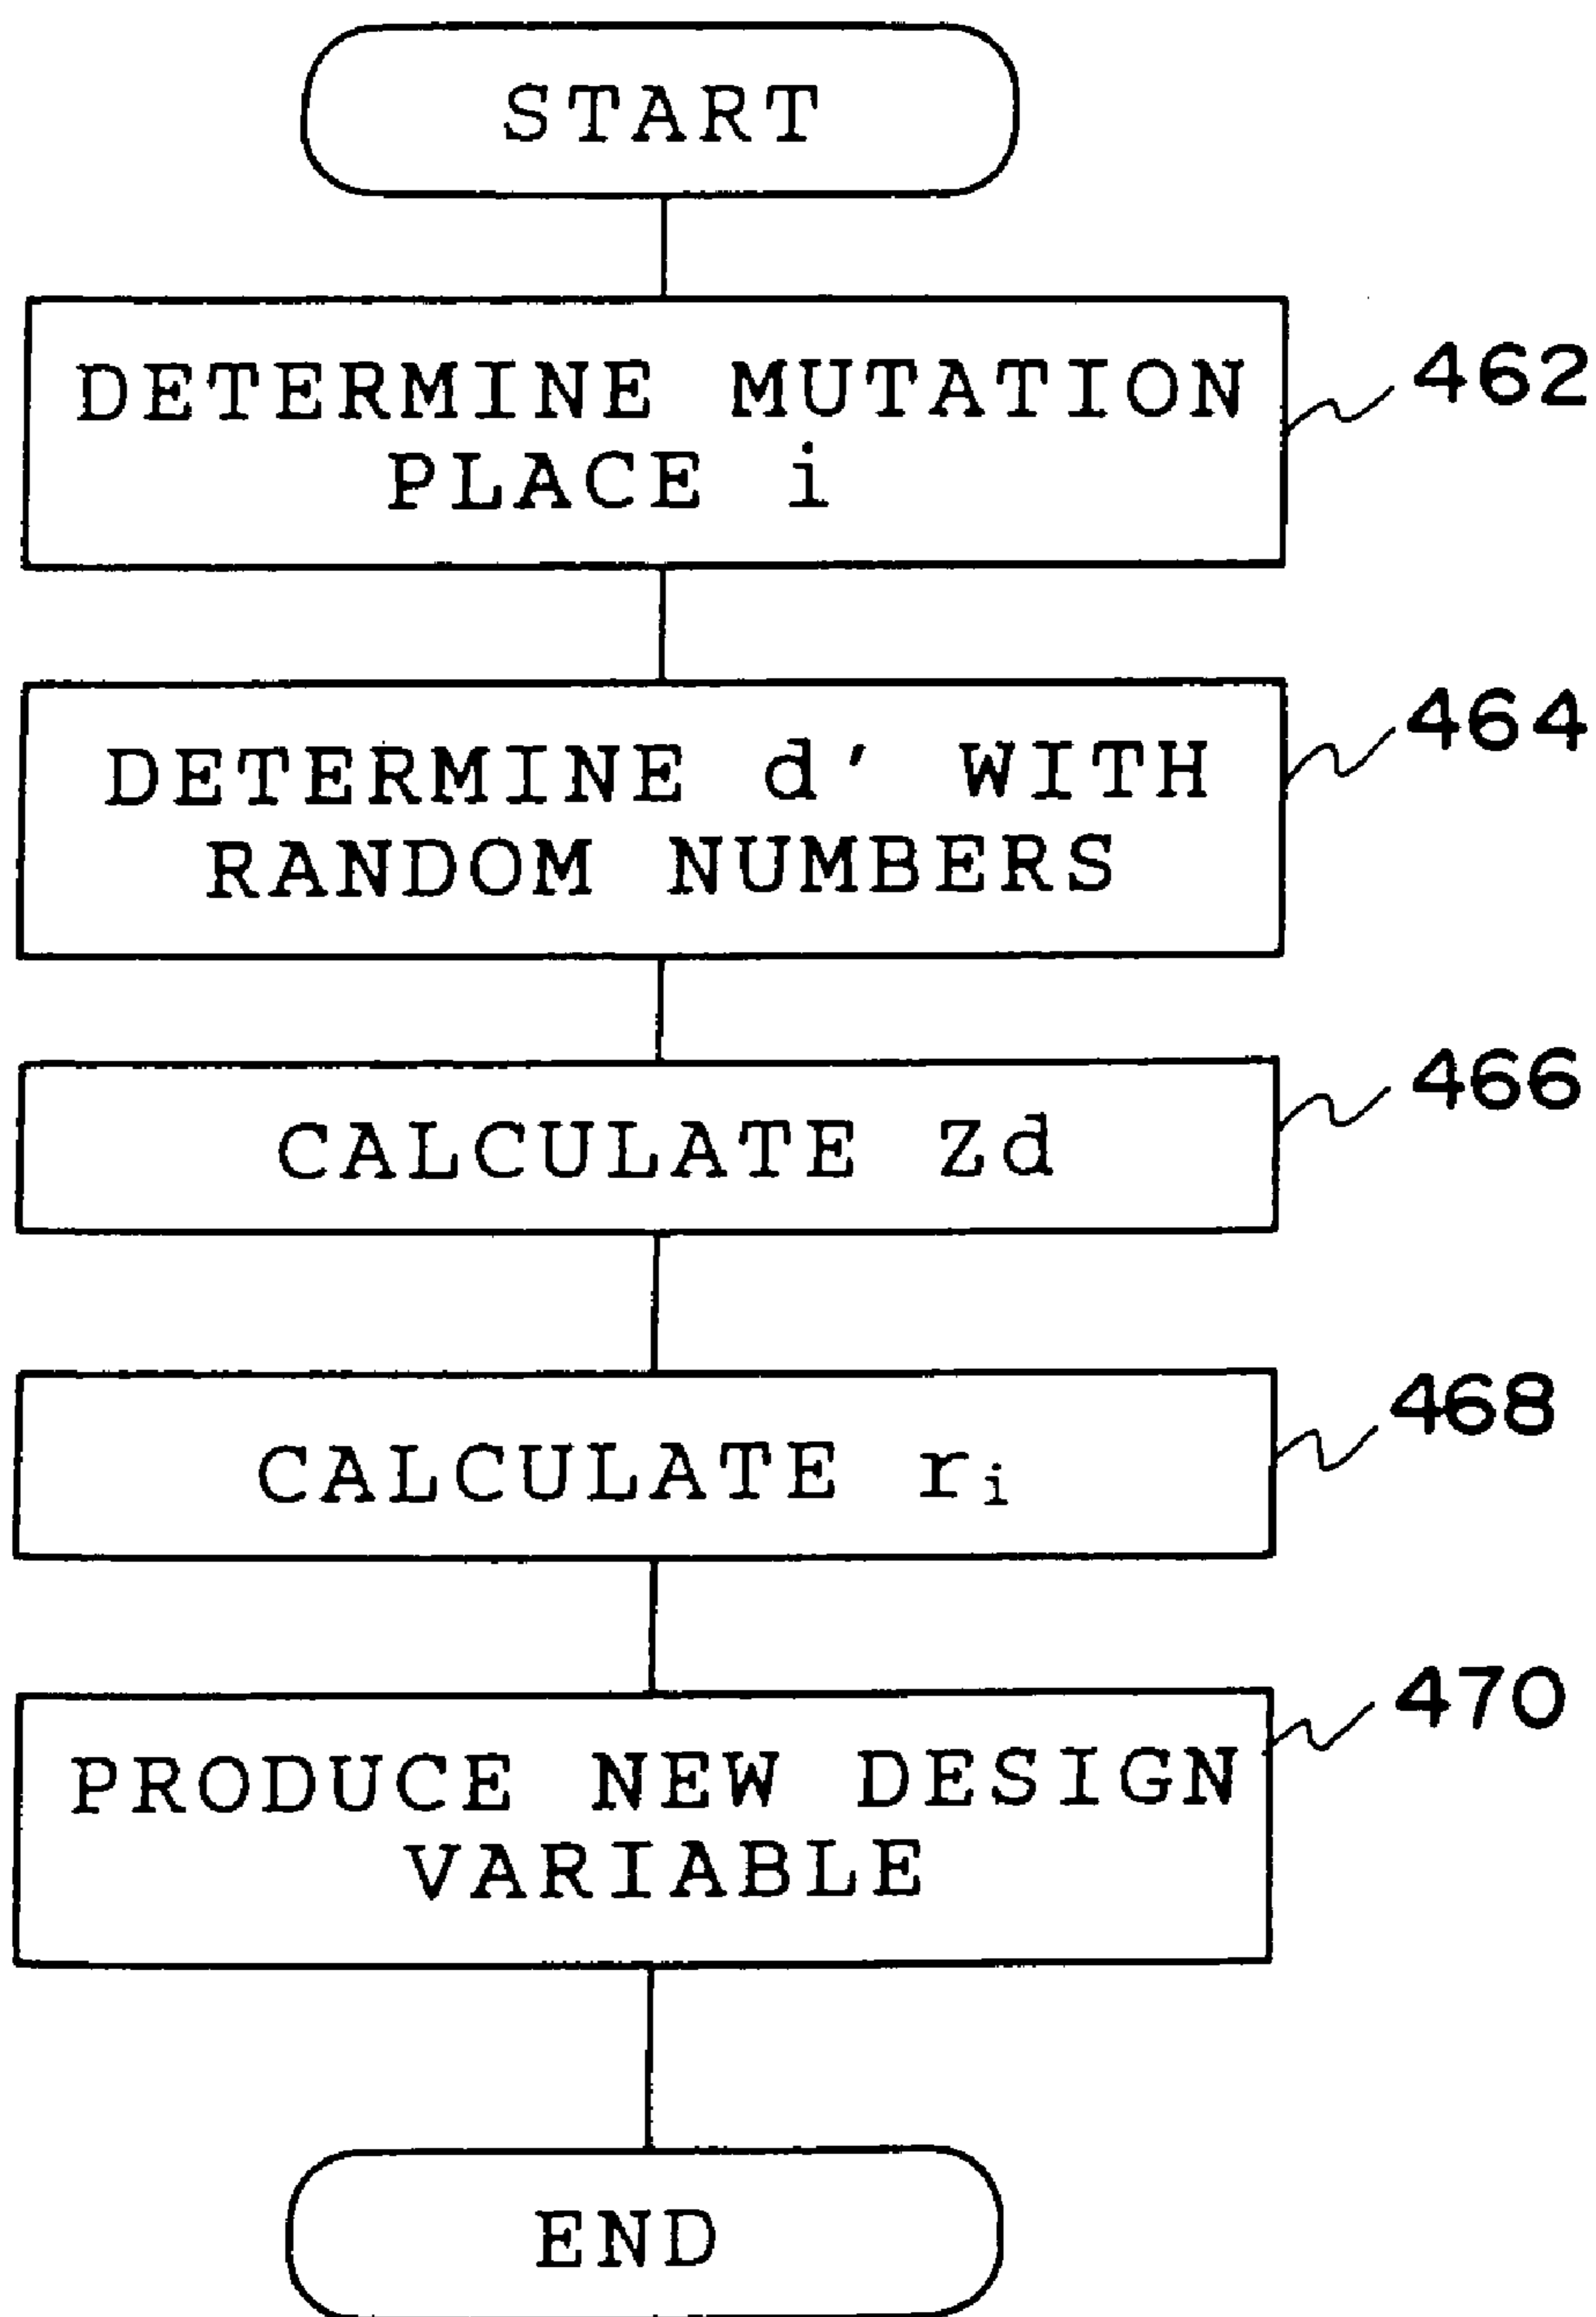 START
DETERMINE MUTATION
462
PLACE i
DETERMINE d' WITH
464
RANDOM NUMBERS
CALCULATE Zd
466
CALCULATE rᵢ
468
PRODUCE NEW DESIGN
470
VARIABLE
END